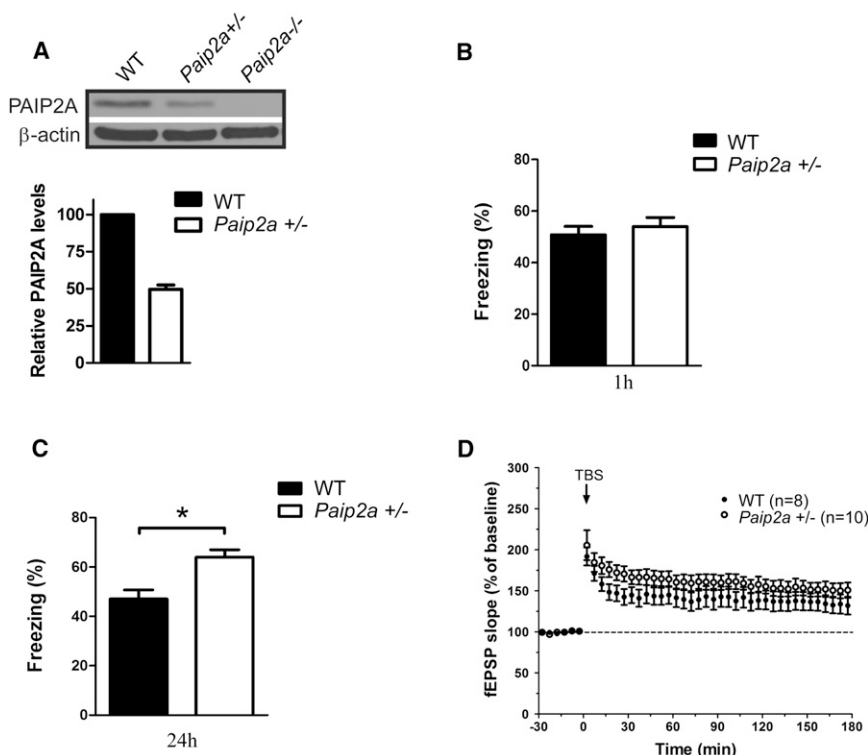 A
WT
Paip2a+/-
Paip2a-/-
PAIP2A
β-actin
WT
Paip2a +/-
Relative PAIP2A levels
100
75
50
25
0
B
WT
Paip2a +/-
Freezing (%)
80
60
40
20
0
1h
C
WT
Paip2a +/-
*
Freezing (%)
80
60
40
20
0
24h
D
TBS
WT (n=8)
Paip2a +/- (n=10)
fEPSP slope (% of baseline)
300
250
200
150
100
50
0
-30 0 30 60 90 120 150 180
Time (min)